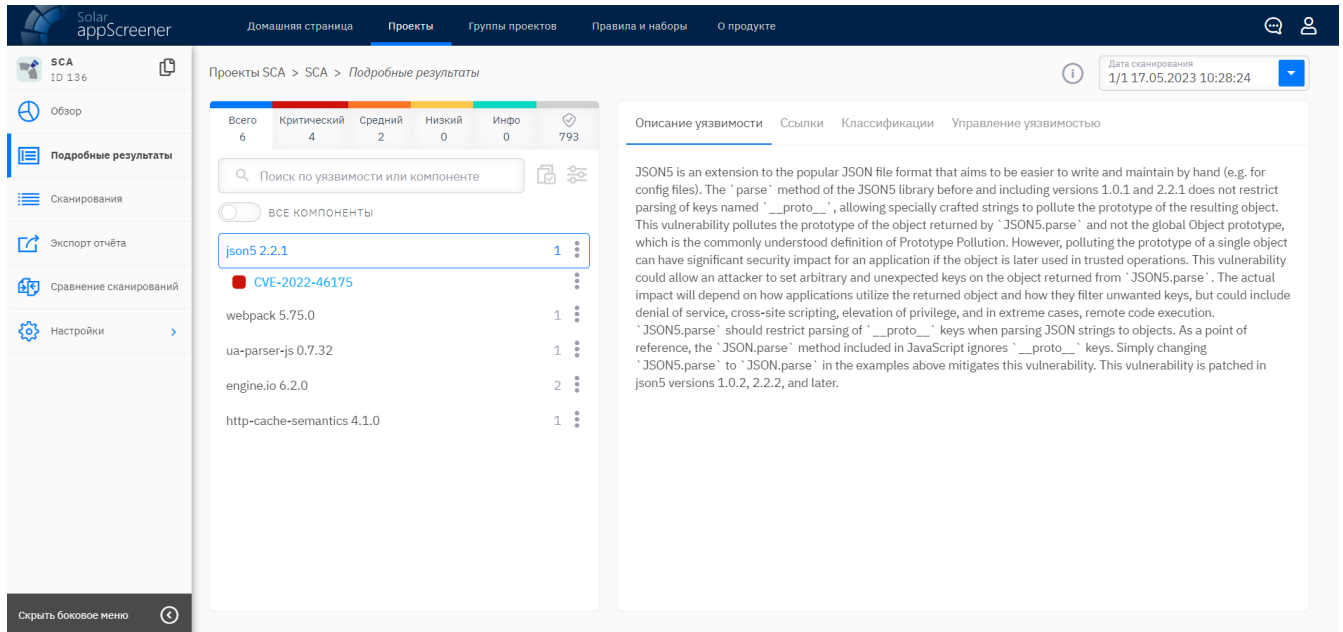 Solar
appScreener
Домашняя страница
Проекты
Группы проектов
Правила и наборы
О продукте
SCA
ID 136
Обзор
Подробные результаты
Сканирования
Экспорт отчёта
Сравнение сканирований
Настройки
Скрыть боковое меню
Проекты SCA > SCA > Подробные результаты
Дата сканирования
1/1 17.05.2023 10:28:24
Всего Критический Средний Низкий Инфо
6 4 2 0 0 793
Поиск по уязвимости или компоненте
ВСЕ КОМПОНЕНТЫ
json5 2.2.1 1
CVE-2022-46175
webpack 5.75.0 1
ua-parser-js 0.7.32 1
engine.io 6.2.0 2
http-cache-semantics 4.1.0 1
Описание уязвимости Ссылки Классификации Управление уязвимостью
JSON5 is an extension to the popular JSON file format that aims to be easier to write and maintain by hand (e.g. for
config files). The `parse` method of the JSON5 library before and including versions 1.0.1 and 2.2.1 does not restrict
parsing of keys named `__proto__`, allowing specially crafted strings to pollute the prototype of the resulting object.
This vulnerability pollutes the prototype of the object returned by `JSON5.parse` and not the global Object prototype,
which is the commonly understood definition of Prototype Pollution. However, polluting the prototype of a single object
can have significant security impact for an application if the object is later used in trusted operations. This vulnerability
could allow an attacker to set arbitrary and unexpected keys on the object returned from `JSON5.parse`. The actual
impact will depend on how applications utilize the returned object and how they filter unwanted keys, but could include
denial of service, cross-site scripting, elevation of privilege, and in extreme cases, remote code execution.
`JSON5.parse` should restrict parsing of `__proto__` keys when parsing JSON strings to objects. As a point of
reference, the `JSON.parse` method included in JavaScript ignores `__proto__` keys. Simply changing
`JSON5.parse` to `JSON.parse` in the examples above mitigates this vulnerability. This vulnerability is patched in
json5 versions 1.0.2, 2.2.2, and later.